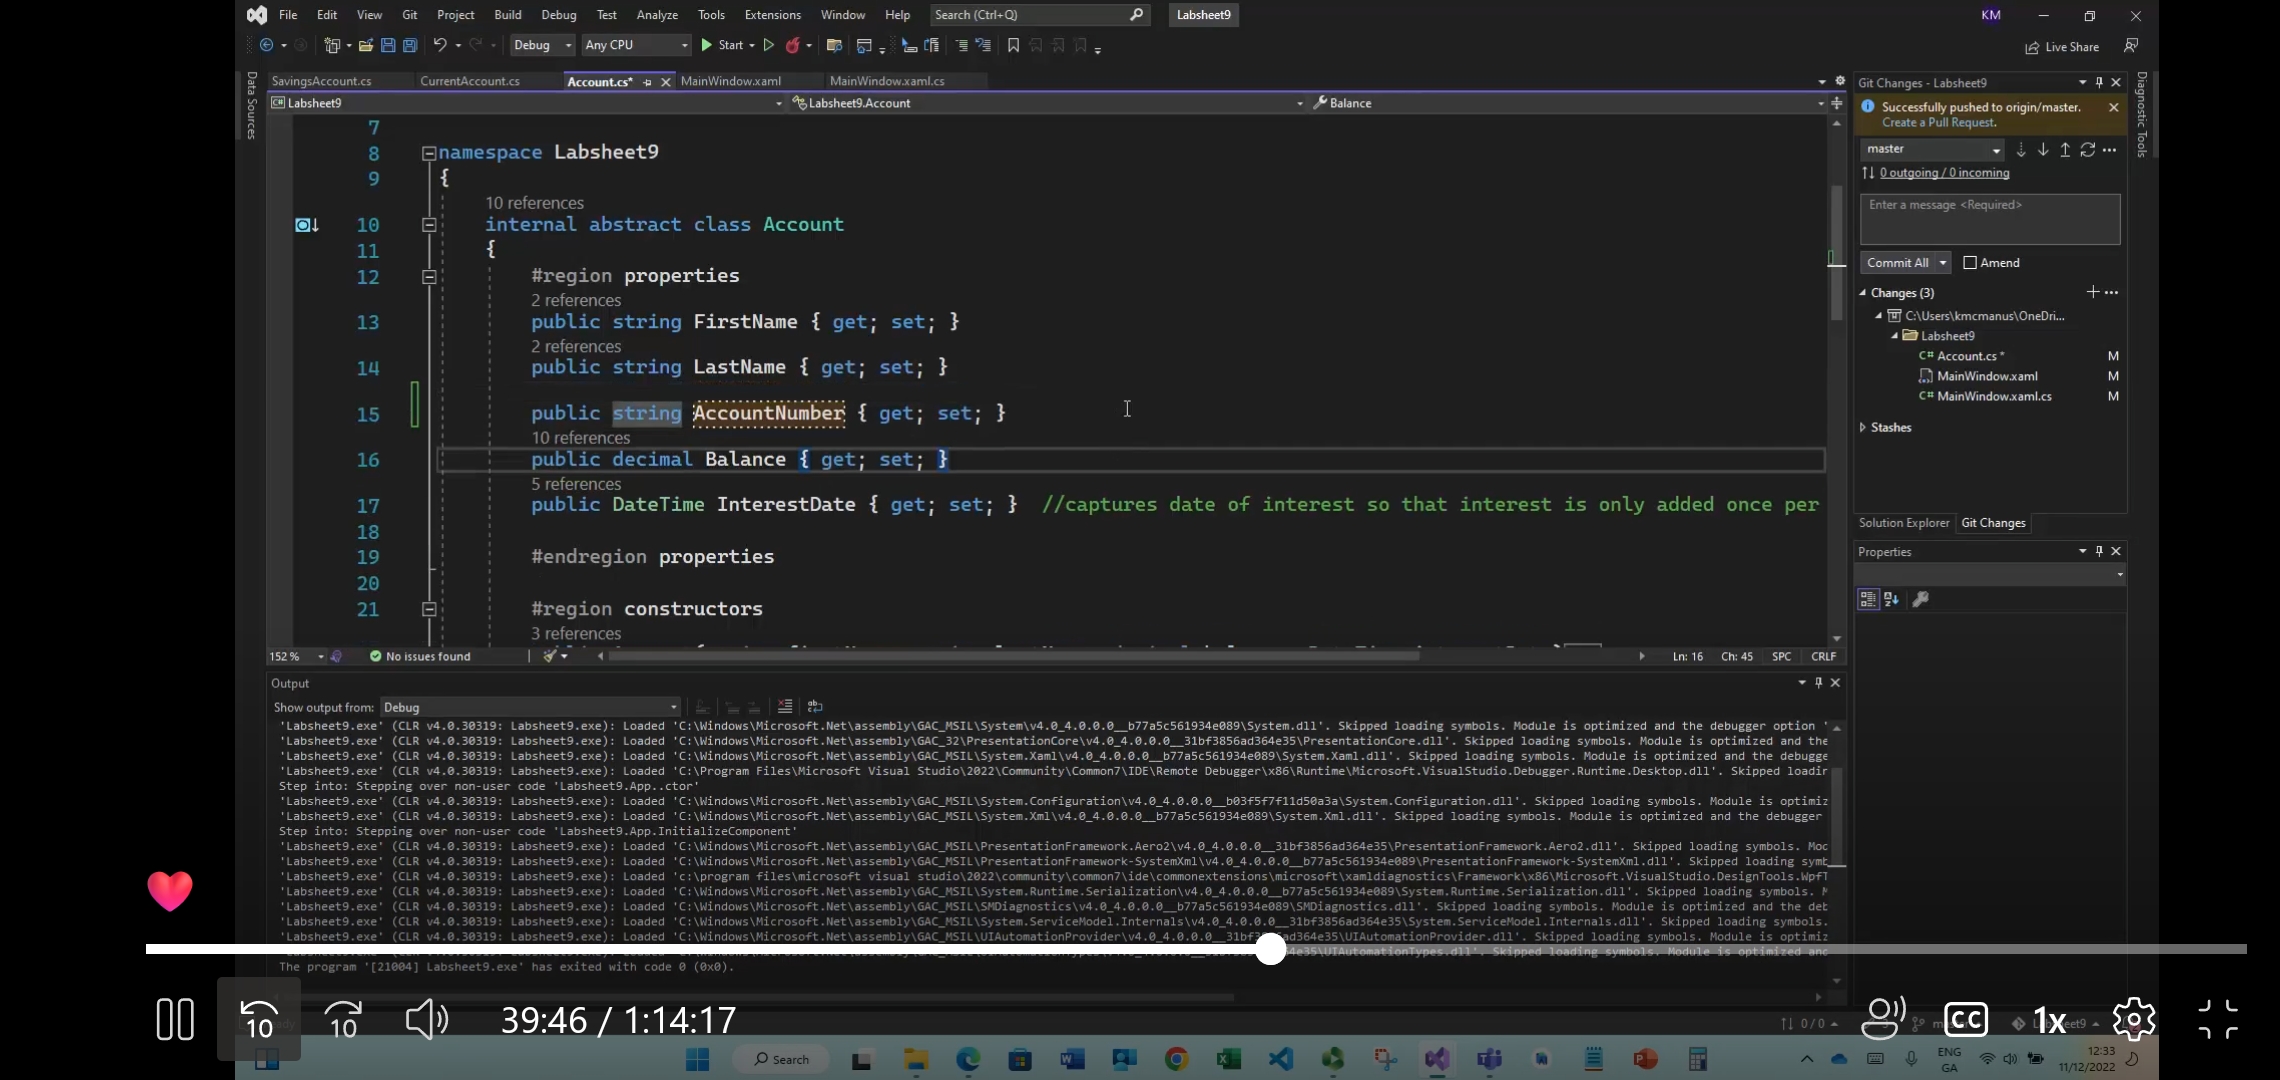 File Edit View Git Project Build Debug Test Analyze Tools Extensions Window Help Search (Ctrl+Q) Labsheet9 KM
Debug Any CPU Start Live Share
SavingsAccount.cs CurrentAccount.cs Account.cs* MainWindow.xaml MainWindow.xaml.cs
Labsheet9 Labsheet9.Account Balance
Data Sources
7
8 namespace Labsheet9
9 {
10 references
10 internal abstract class Account
11 {
12 #region properties
2 references
13 public string FirstName { get; set; }
2 references
14 public string LastName { get; set; }
15 public string AccountNumber { get; set; }
10 references
16 public decimal Balance { get; set; }
5 references
17 public DateTime InterestDate { get; set; } //captures date of interest so that interest is only added once per
18
19 #endregion properties
20
21 #region constructors
3 references
152 % No issues found Ln: 16 Ch: 45 SPC CRLF
Git Changes - Labsheet9
Successfully pushed to origin/master.
Create a Pull Request.
master
0 outgoing / 0 incoming
Enter a message <Required>
Commit All Amend
Changes (3)
C:\Users\kmcmanus\OneDri...
Labsheet9
C# Account.cs * M
MainWindow.xaml M
C# MainWindow.xaml.cs M
Stashes
Solution Explorer Git Changes
Properties
Diagnostic Tools
Output
Show output from: Debug
'Labsheet9.exe' (CLR v4.0.30319: Labsheet9.exe): Loaded 'C:\Windows\Microsoft.Net\assembly\GAC_MSIL\System\v4.0_4.0.0.0__b77a5c561934e089\System.dll'. Skipped loading symbols. Module is optimized and the debugger option '
'Labsheet9.exe' (CLR v4.0.30319: Labsheet9.exe): Loaded 'C:\Windows\Microsoft.Net\assembly\GAC_32\PresentationCore\v4.0_4.0.0.0__31bf3856ad364e35\PresentationCore.dll'. Skipped loading symbols. Module is optimized and the
'Labsheet9.exe' (CLR v4.0.30319: Labsheet9.exe): Loaded 'C:\Windows\Microsoft.Net\assembly\GAC_MSIL\System.Xaml\v4.0_4.0.0.0__b77a5c561934e089\System.Xaml.dll'. Skipped loading symbols. Module is optimized and the debugge
'Labsheet9.exe' (CLR v4.0.30319: Labsheet9.exe): Loaded 'C:\Program Files\Microsoft Visual Studio\2022\Community\Common7\IDE\Remote Debugger\x86\Runtime\Microsoft.VisualStudio.Debugger.Runtime.Desktop.dll'. Skipped loadin
Step into: Stepping over non-user code 'Labsheet9.App..ctor'
'Labsheet9.exe' (CLR v4.0.30319: Labsheet9.exe): Loaded 'C:\Windows\Microsoft.Net\assembly\GAC_MSIL\System.Configuration\v4.0_4.0.0.0__b03f5f7f11d50a3a\System.Configuration.dll'. Skipped loading symbols. Module is optimiz
'Labsheet9.exe' (CLR v4.0.30319: Labsheet9.exe): Loaded 'C:\Windows\Microsoft.Net\assembly\GAC_MSIL\System.Xml\v4.0_4.0.0.0__b77a5c561934e089\System.Xml.dll'. Skipped loading symbols. Module is optimized and the debugger
Step into: Stepping over non-user code 'Labsheet9.App.InitializeComponent'
'Labsheet9.exe' (CLR v4.0.30319: Labsheet9.exe): Loaded 'C:\Windows\Microsoft.Net\assembly\GAC_MSIL\PresentationFramework.Aero2\v4.0_4.0.0.0__31bf3856ad364e35\PresentationFramework.Aero2.dll'. Skipped loading symbols. Moc
'Labsheet9.exe' (CLR v4.0.30319: Labsheet9.exe): Loaded 'C:\Windows\Microsoft.Net\assembly\GAC_MSIL\PresentationFramework-SystemXml\v4.0_4.0.0.0__b77a5c561934e089\PresentationFramework-SystemXml.dll'. Skipped loading symb
'Labsheet9.exe' (CLR v4.0.30319: Labsheet9.exe): Loaded 'c:\program files\microsoft visual studio\2022\community\common7\ide\commonextensions\microsoft\xamldiagnostics\Framework\x86\Microsoft.VisualStudio.DesignTools.WpfT
'Labsheet9.exe' (CLR v4.0.30319: Labsheet9.exe): Loaded 'C:\Windows\Microsoft.Net\assembly\GAC_MSIL\System.Runtime.Serialization\v4.0_4.0.0.0__b77a5c561934e089\System.Runtime.Serialization.dll'. Skipped loading symbols. M
'Labsheet9.exe' (CLR v4.0.30319: Labsheet9.exe): Loaded 'C:\Windows\Microsoft.Net\assembly\GAC_MSIL\SMDiagnostics\v4.0_4.0.0.0__b77a5c561934e089\SMDiagnostics.dll'. Skipped loading symbols. Module is optimized and the deb
'Labsheet9.exe' (CLR v4.0.30319: Labsheet9.exe): Loaded 'C:\Windows\Microsoft.Net\assembly\GAC_MSIL\System.ServiceModel.Internals\v4.0_4.0.0.0__31bf3856ad364e35\System.ServiceModel.Internals.dll'. Skipped loading symbols.
'Labsheet9.exe' (CLR v4.0.30319: Labsheet9.exe): Loaded 'C:\Windows\Microsoft.Net\assembly\GAC_MSIL\UIAutomationProvider\v4.0_4.0.0.0__31bf3856ad364e35\UIAutomationProvider.dll'. Skipped loading symbols. Module is optimiz
The program '[21004] Labsheet9.exe' has exited with code 0 (0x0).
10 10 39:46 / 1:14:17 0 / 0 CC 1x
Search ENG GA 12:33 11/12/2022